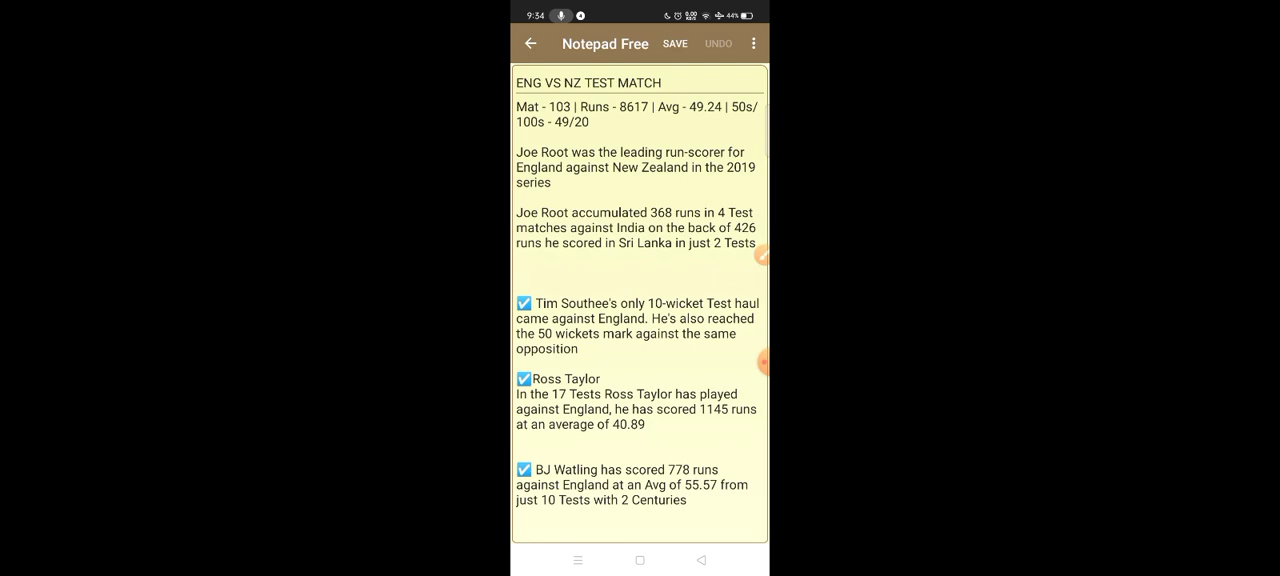 9:34 0.00 KB/S 44%
Notepad Free SAVE UNDO
ENG VS NZ TEST MATCH
Mat - 103 | Runs - 8617 | Avg - 49.24 | 50s/
100s - 49/20
Joe Root was the leading run-scorer for
England against New Zealand in the 2019
series
Joe Root accumulated 368 runs in 4 Test
matches against India on the back of 426
runs he scored in Sri Lanka in just 2 Tests
☑ Tim Southee's only 10-wicket Test haul
came against England. He's also reached
the 50 wickets mark against the same
opposition
☑Ross Taylor
In the 17 Tests Ross Taylor has played
against England, he has scored 1145 runs
at an average of 40.89
☑ BJ Watling has scored 778 runs
against England at an Avg of 55.57 from
just 10 Tests with 2 Centuries